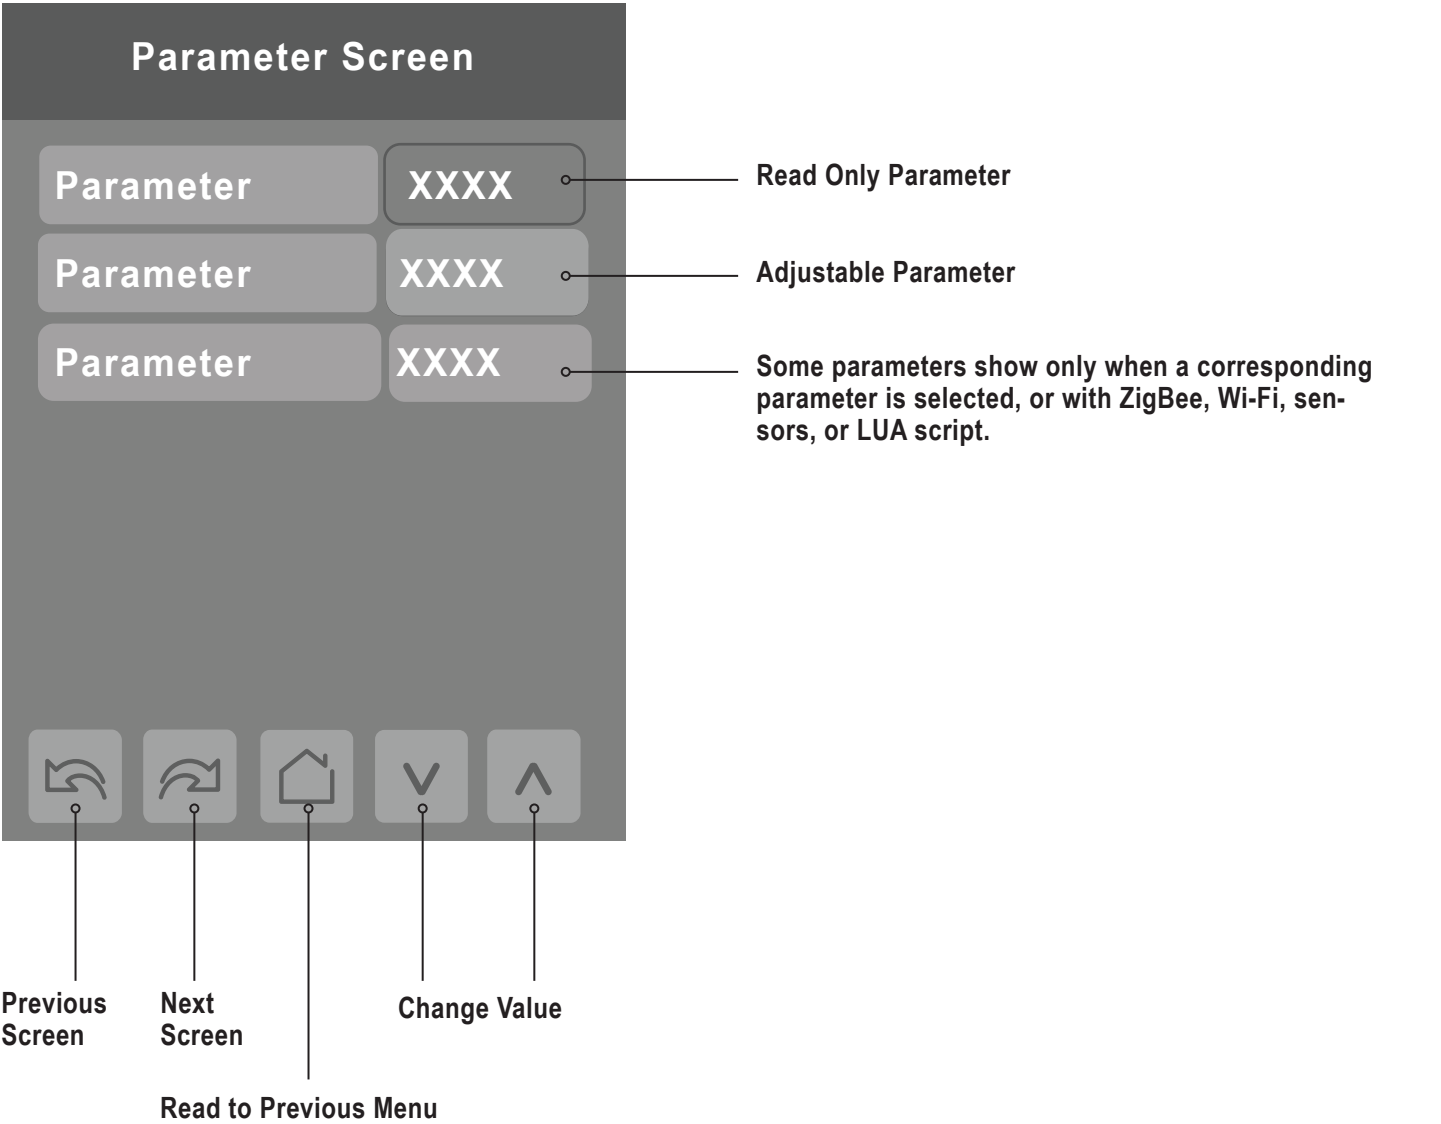 Parameter Screen
Parameter XXXX
Read Only Parameter
Parameter XXXX
Adjustable Parameter
Parameter XXXX
Some parameters show only when a corresponding
parameter is selected, or with ZigBee, Wi-Fi, sen-
sors, or LUA script.
Previous
Screen
Next
Screen
Change Value
Read to Previous Menu